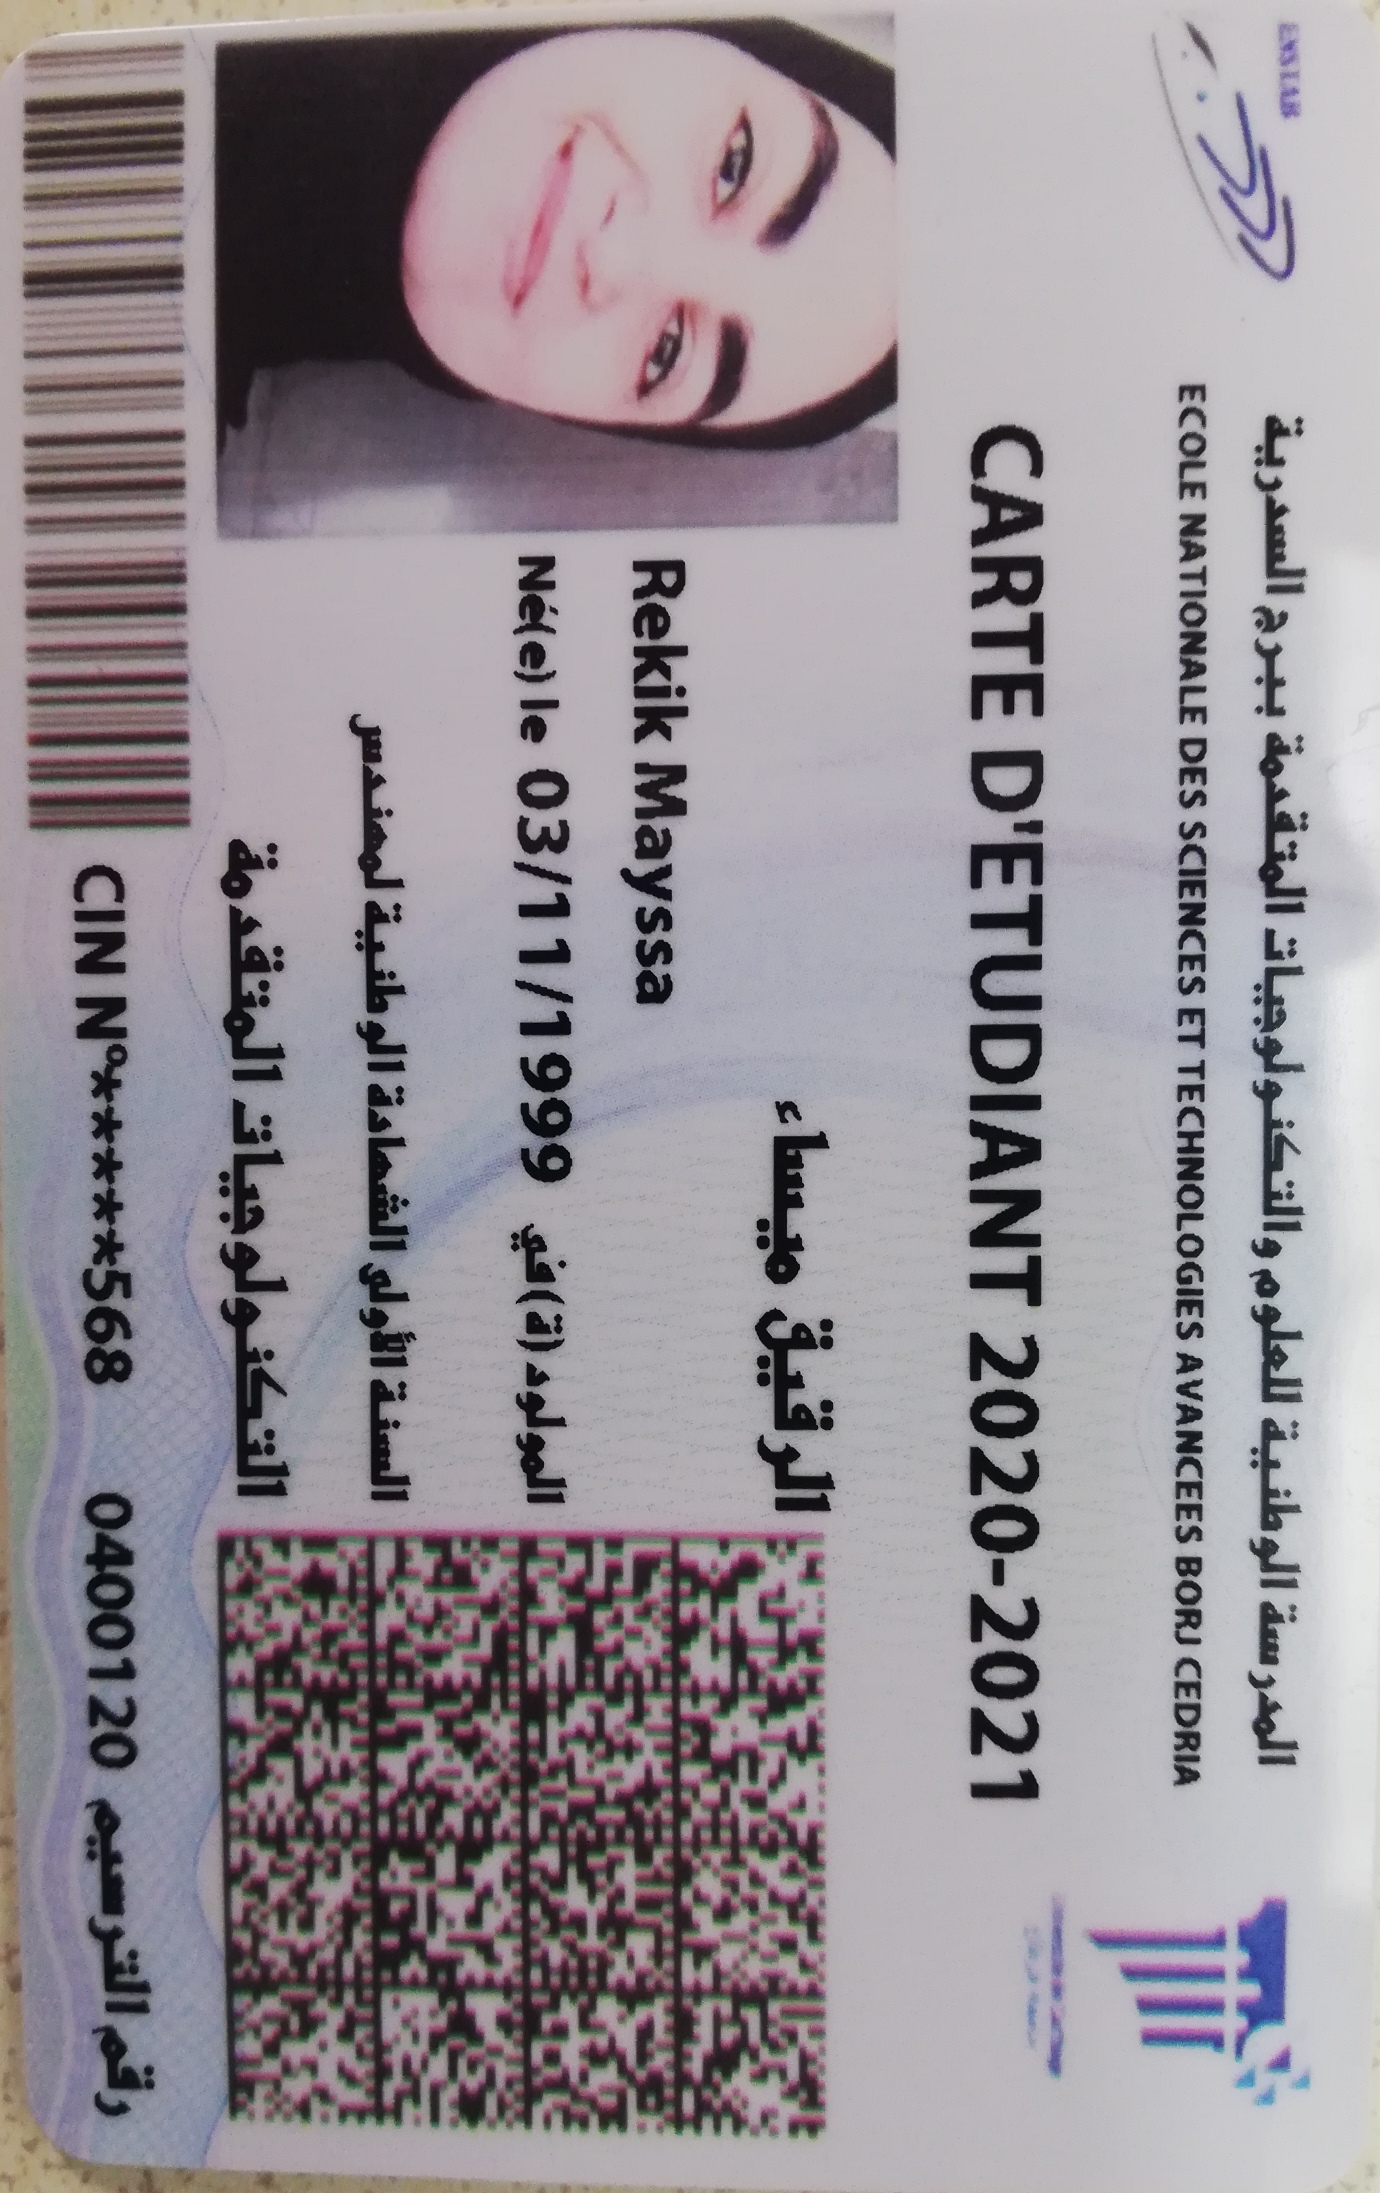 المدرسة الوطنية للعلوم والتكنولوجيات المتقدمة ببرج السدرية
ECOLE NATIONALE DES SCIENCES ET TECHNOLOGIES AVANCEES BORJ CEDRIA
CARTE D'ETUDIANT 2020-2021
الرقيق ميساء
Rekik Mayssa
Né(e) le 03/11/1999 المولود(ة) في
السنة الأولى الشهادة الوطنية لمهندس
التكنولوجيات المتقدمة
CIN N°*****568 0400120 رقم الترسيم